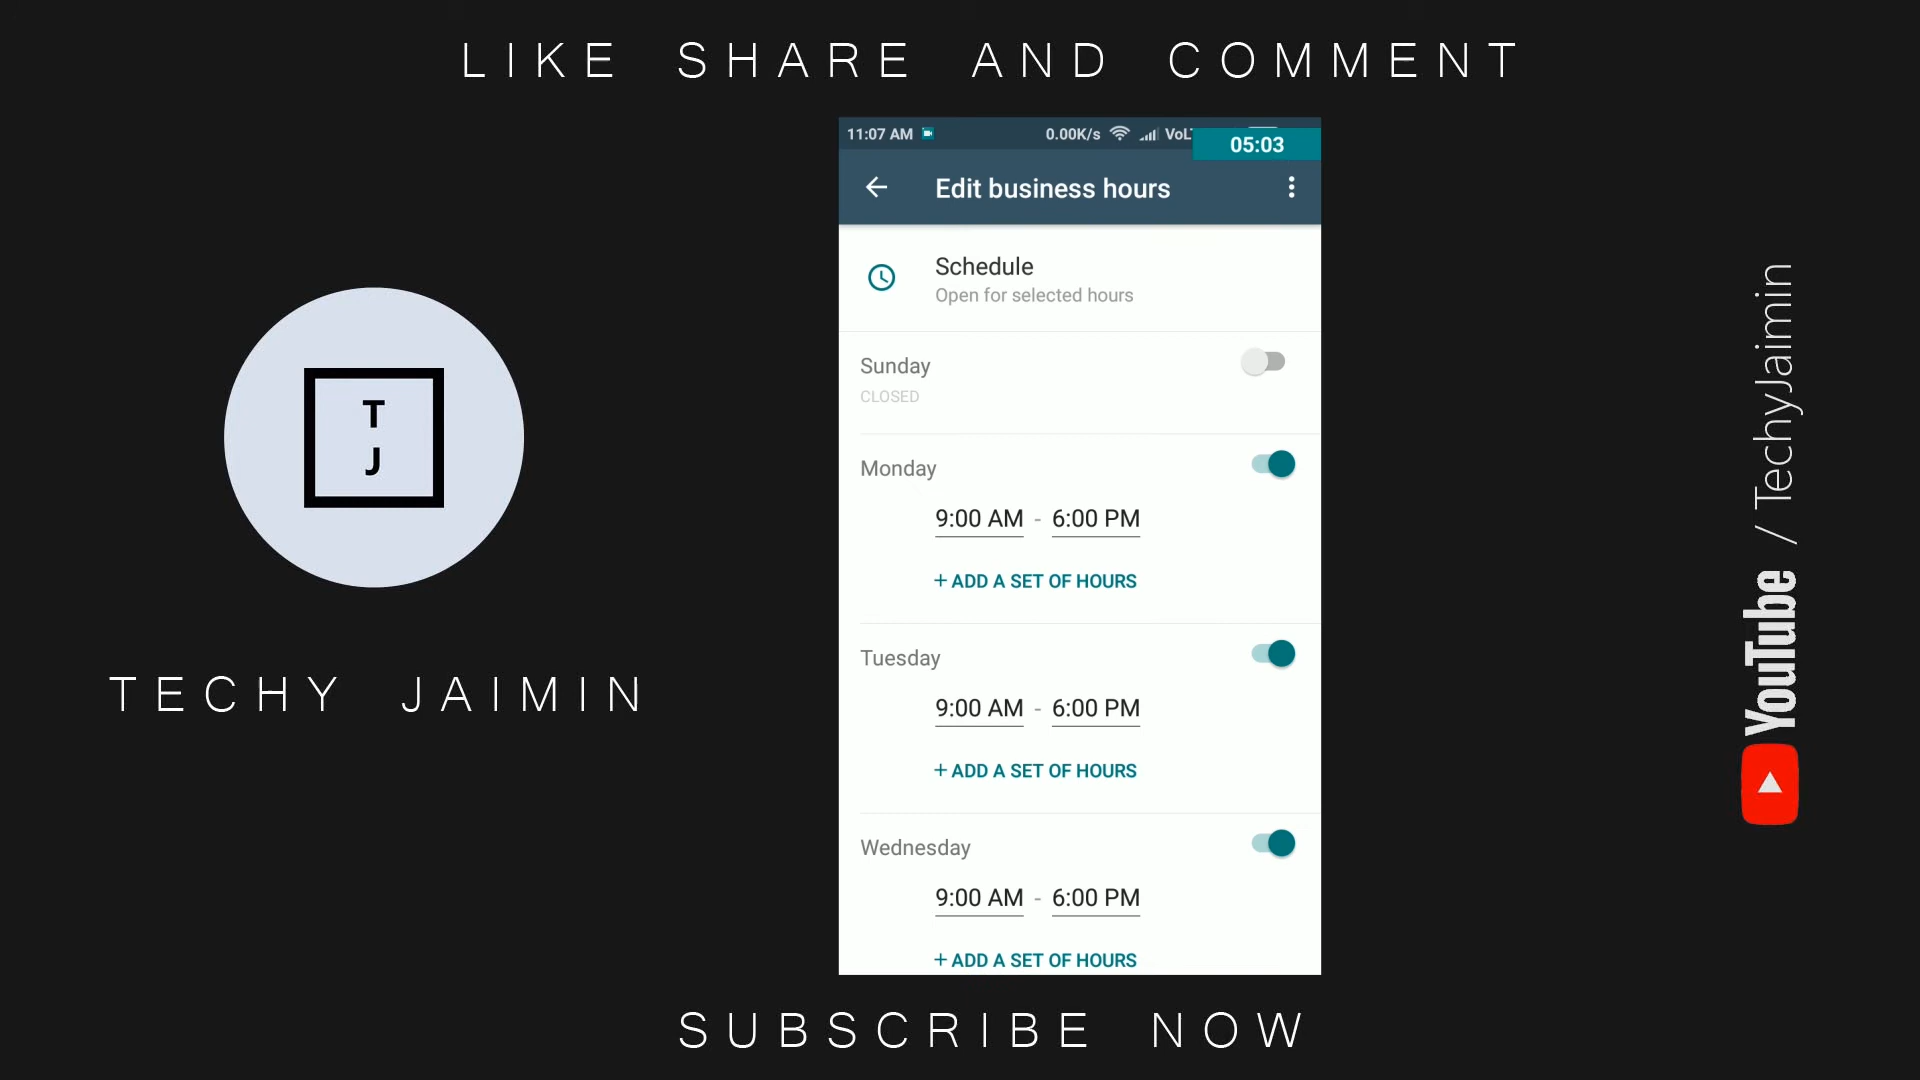 LIKE SHARE AND COMMENT
11:07 AM 0.00K/s
05:03
Edit business hours
Schedule
Open for selected hours
Sunday
CLOSED
Monday
9:00 AM - 6:00 PM
+ ADD A SET OF HOURS
Tuesday
9:00 AM - 6:00 PM
+ ADD A SET OF HOURS
Wednesday
9:00 AM - 6:00 PM
+ ADD A SET OF HOURS
T
J
TECHY JAIMIN
YouTube / TechyJaimin
SUBSCRIBE NOW